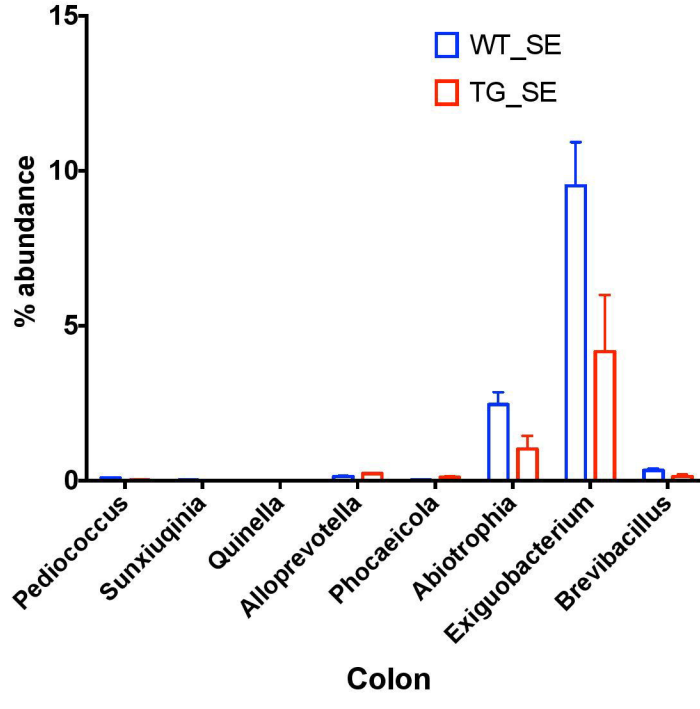 15
WT_SE
TG_SE
10
% abundance
5
0
Pediococcus
Sunxiuqinia
Quinella
Alloprevotella
Phocaeicola
Abiotrophia
Exiguobacterium
Brevibacillus
Colon